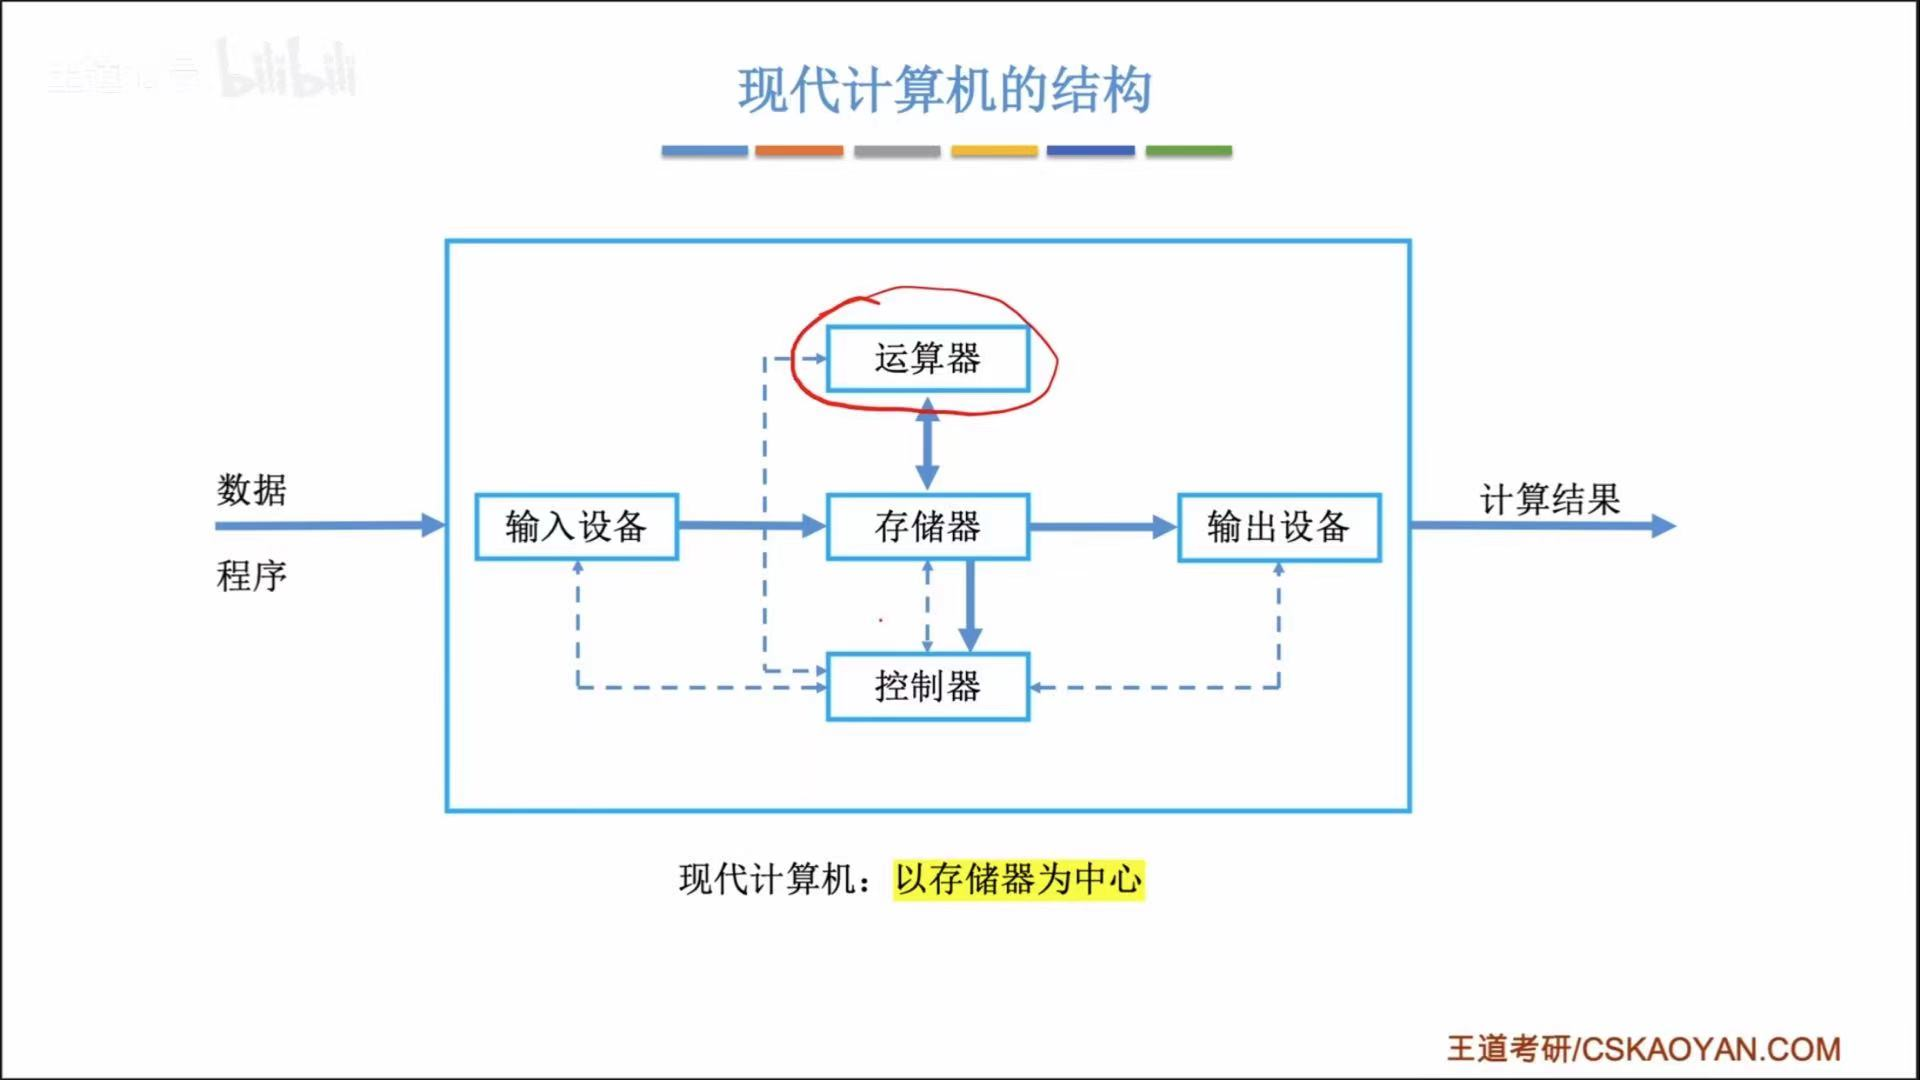 bilibili
现代计算机的结构
运算器
数据
程序
输入设备
存储器
输出设备
计算结果
控制器
现代计算机：以存储器为中心
王道考研/CSKAOYAN.COM